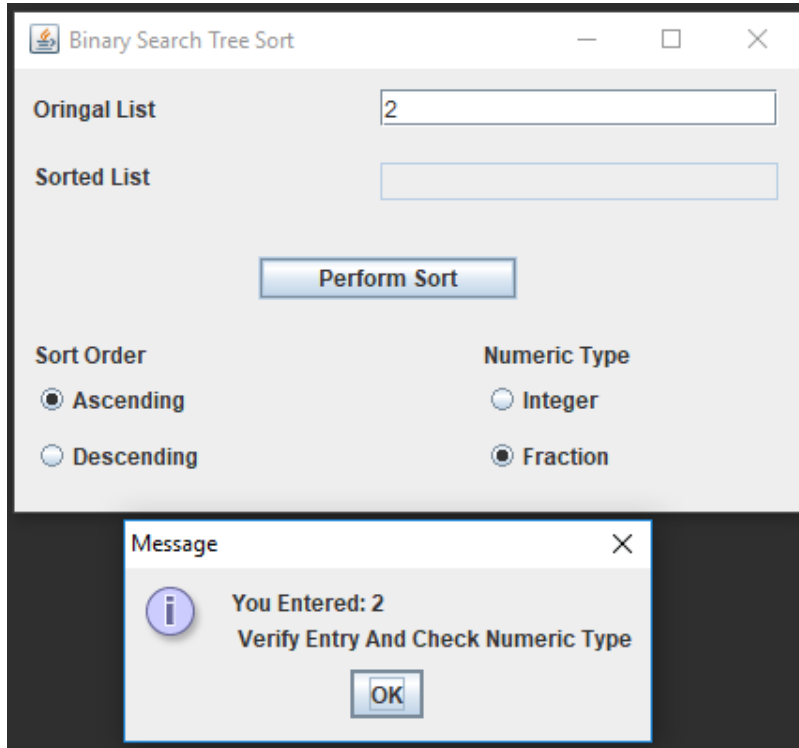 Binary Search Tree Sort
Oringal List
2
Sorted List
Perform Sort
Sort Order
Numeric Type
Ascending
Integer
Descending
Fraction
Message
You Entered: 2
Verify Entry And Check Numeric Type
OK